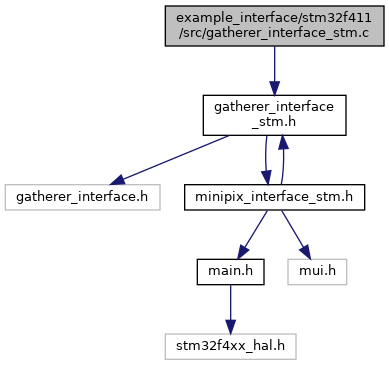 example_interface/stm32f411
/src/gatherer_interface_stm.c
gatherer_interface
_stm.h
gatherer_interface.h
minipix_interface_stm.h
main.h
mui.h
stm32f4xx_hal.h